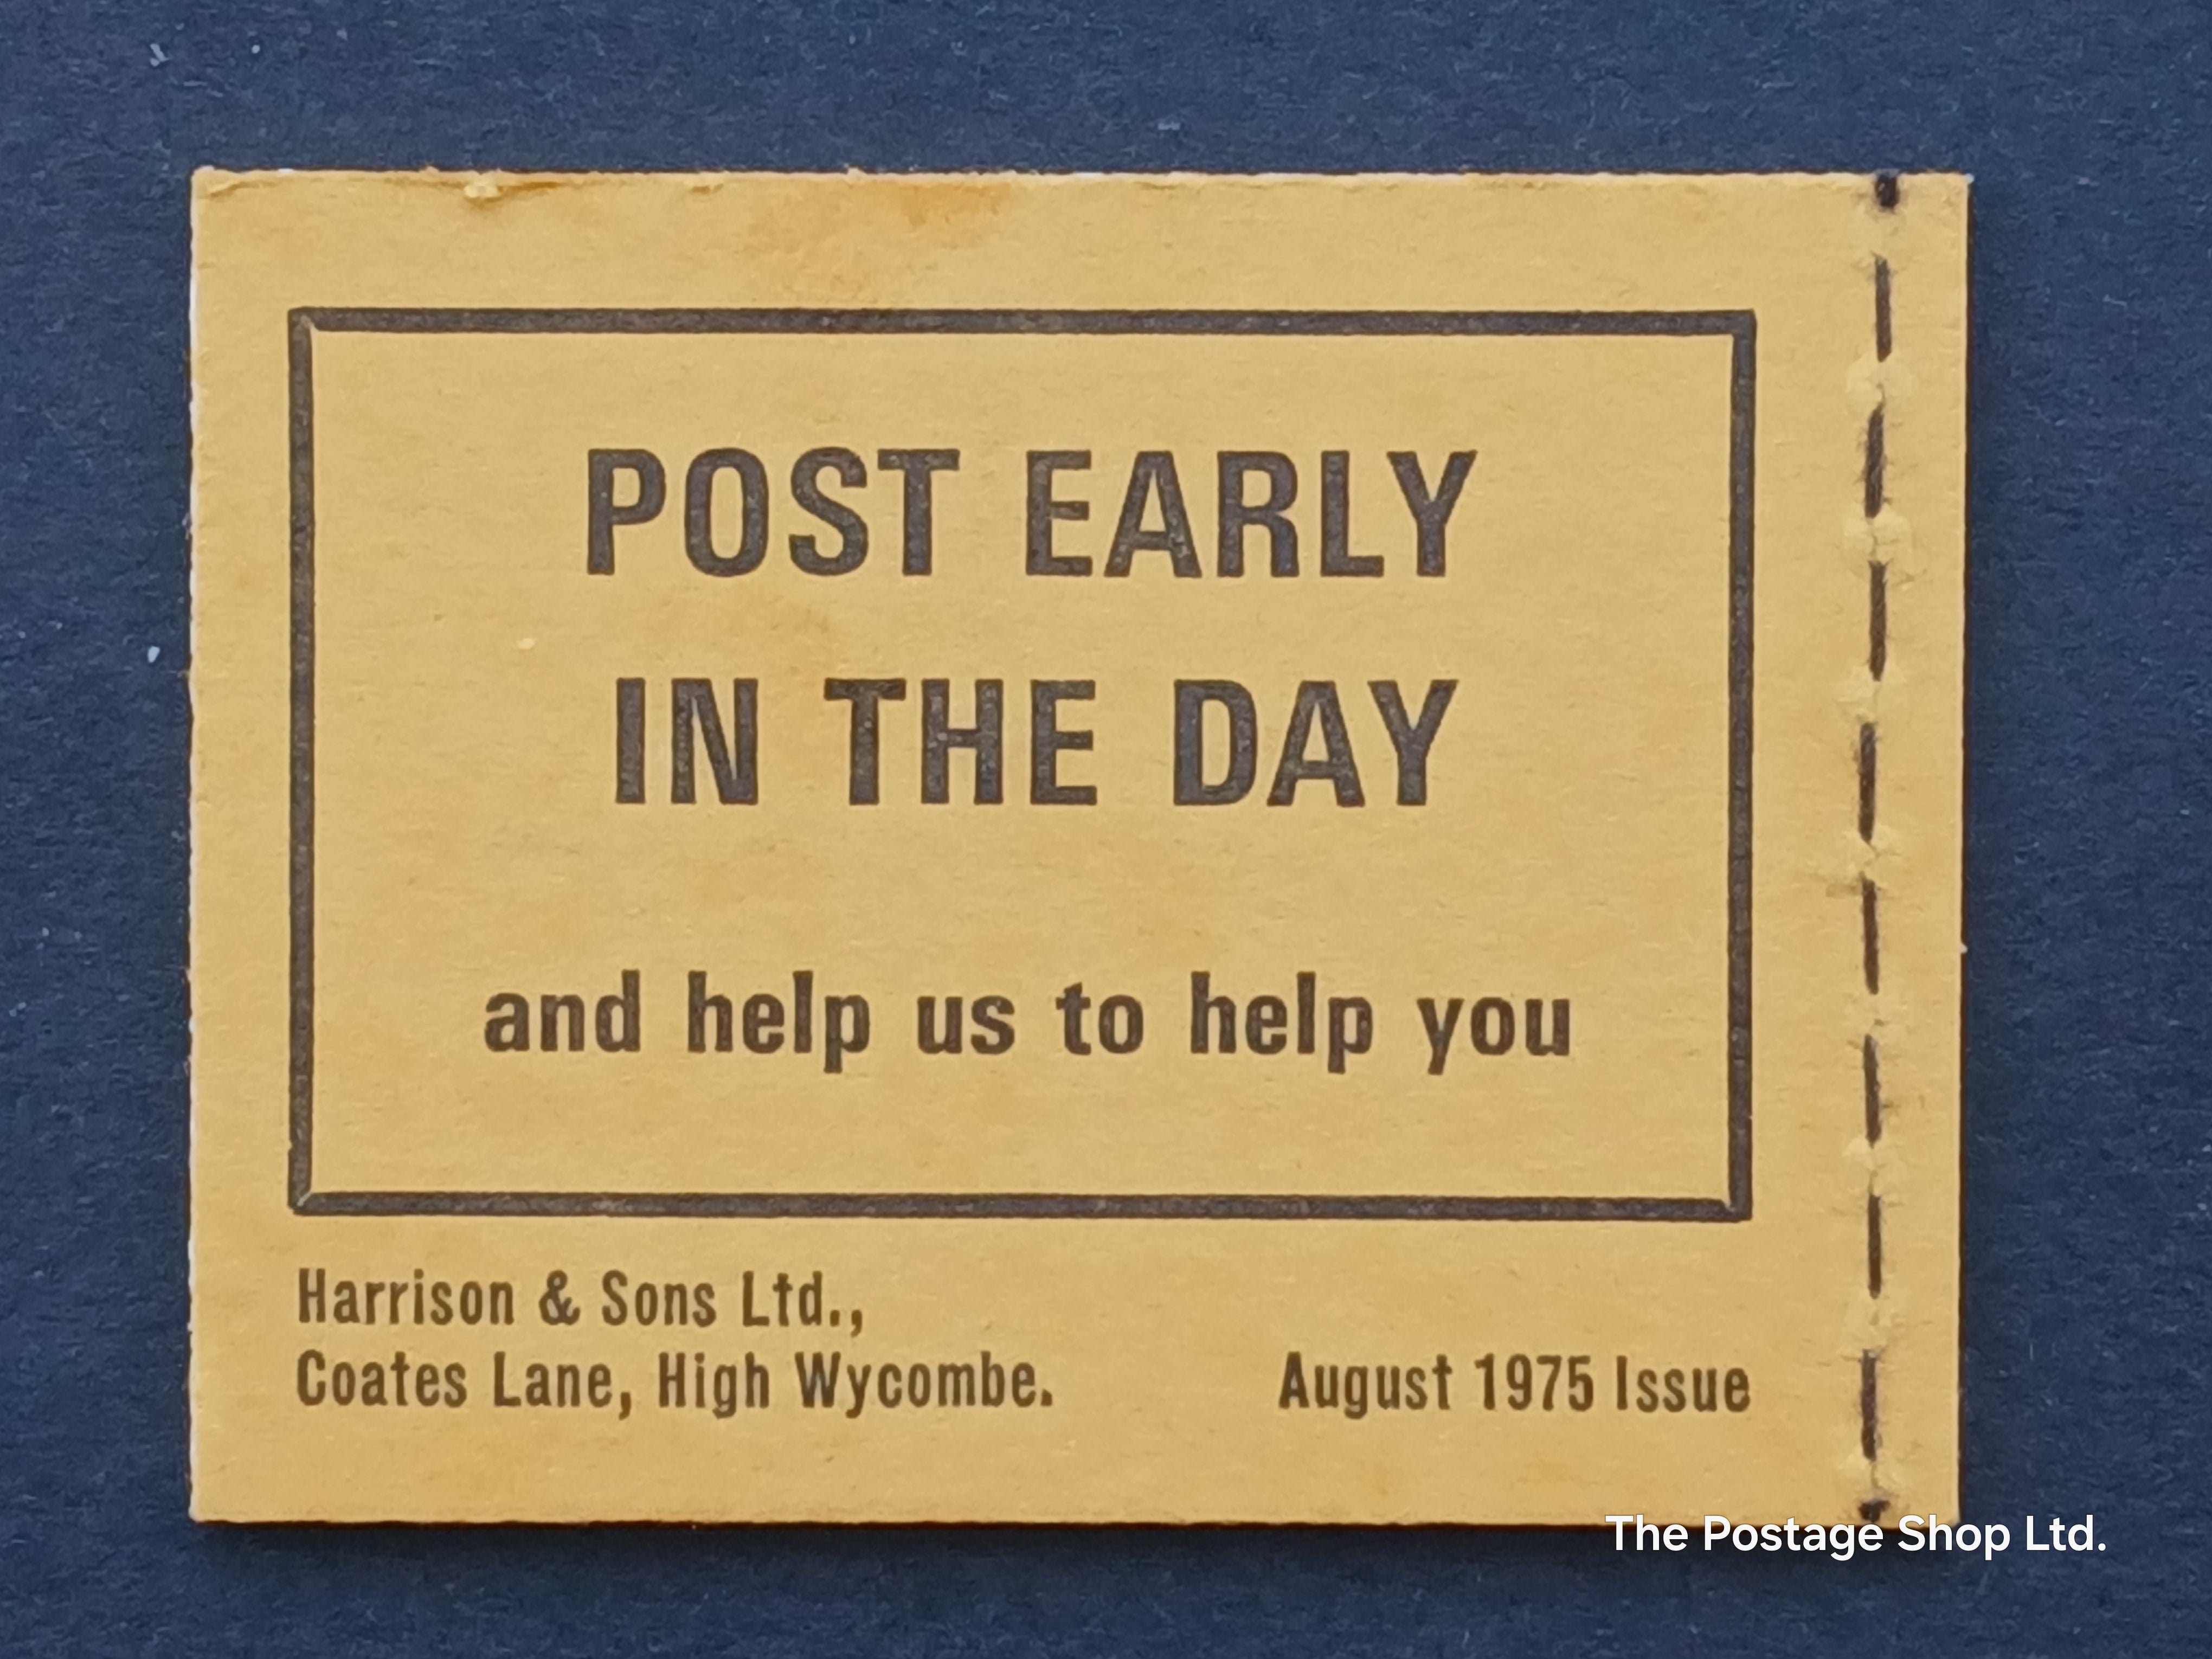 POST EARLY
IN THE DAY
and help us to help you
Harrison & Sons Ltd.,
Coates Lane, High Wycombe.
August 1975 Issue
The Postage Shop Ltd.